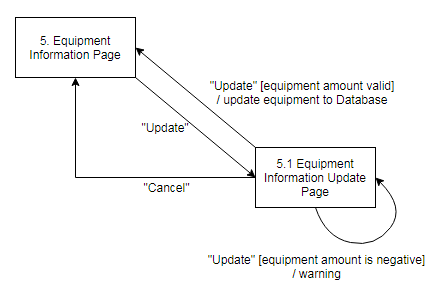 5. Equipment
Information Page
"Update" [equipment amount valid]
/ update equipment to Database
"Update"
5.1 Equipment
Information Update
Page
"Cancel"
"Update" [equipment amount is negative]
/ warning